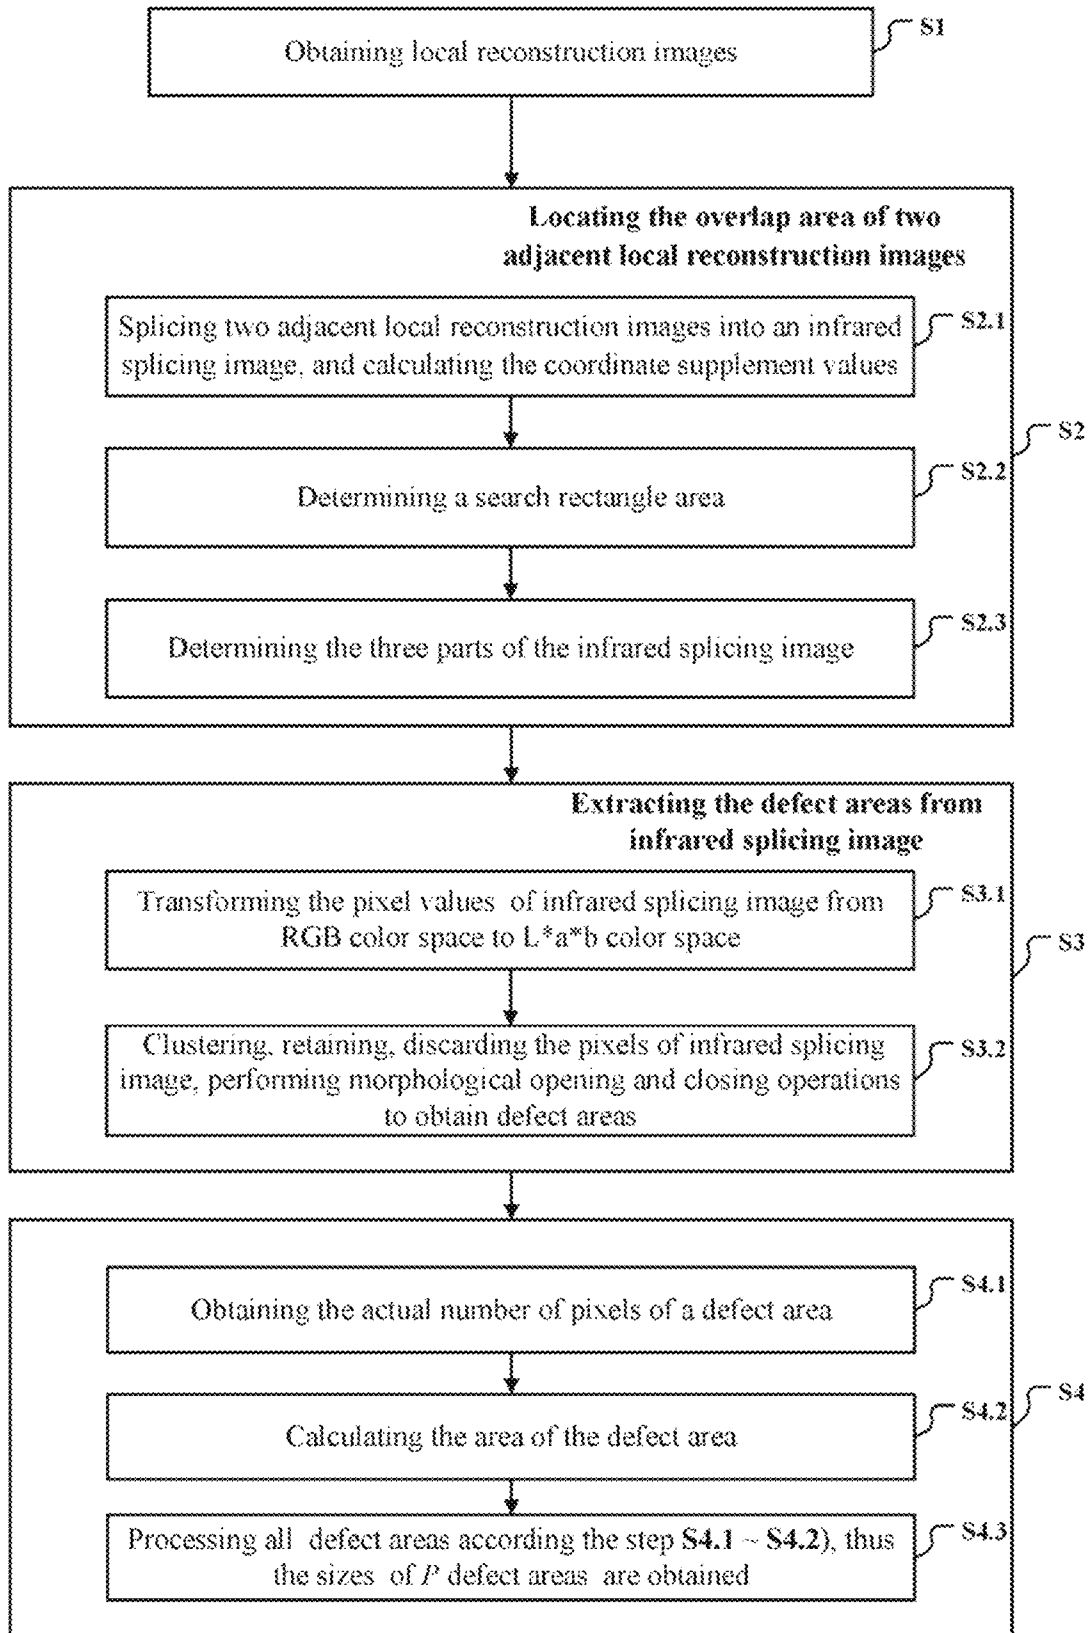 S1
Obtaining local reconstruction images
Locating the overlap area of two
adjacent local reconstruction images
S2.1
Splicing two adjacent local reconstruction images into an infrared
splicing image, and calculating the coordinate supplement values
S2
S2.2
Determining a search rectangle area
S2.3
Determining the three parts of the infrared splicing image
Extracting the defect areas from
infrared splicing image
S3.1
Transforming the pixel values of infrared splicing image from
RGB color space to L*a*b color space
S3
S3.2
Clustering, retaining, discarding the pixels of infrared splicing
image, performing morphological opening and closing operations
to obtain defect areas
S4.1
Obtaining the actual number of pixels of a defect area
S4
S4.2
Calculating the area of the defect area
S4.3
Processing all defect areas according the step S4.1 ~ S4.2), thus
the sizes of P defect areas are obtained